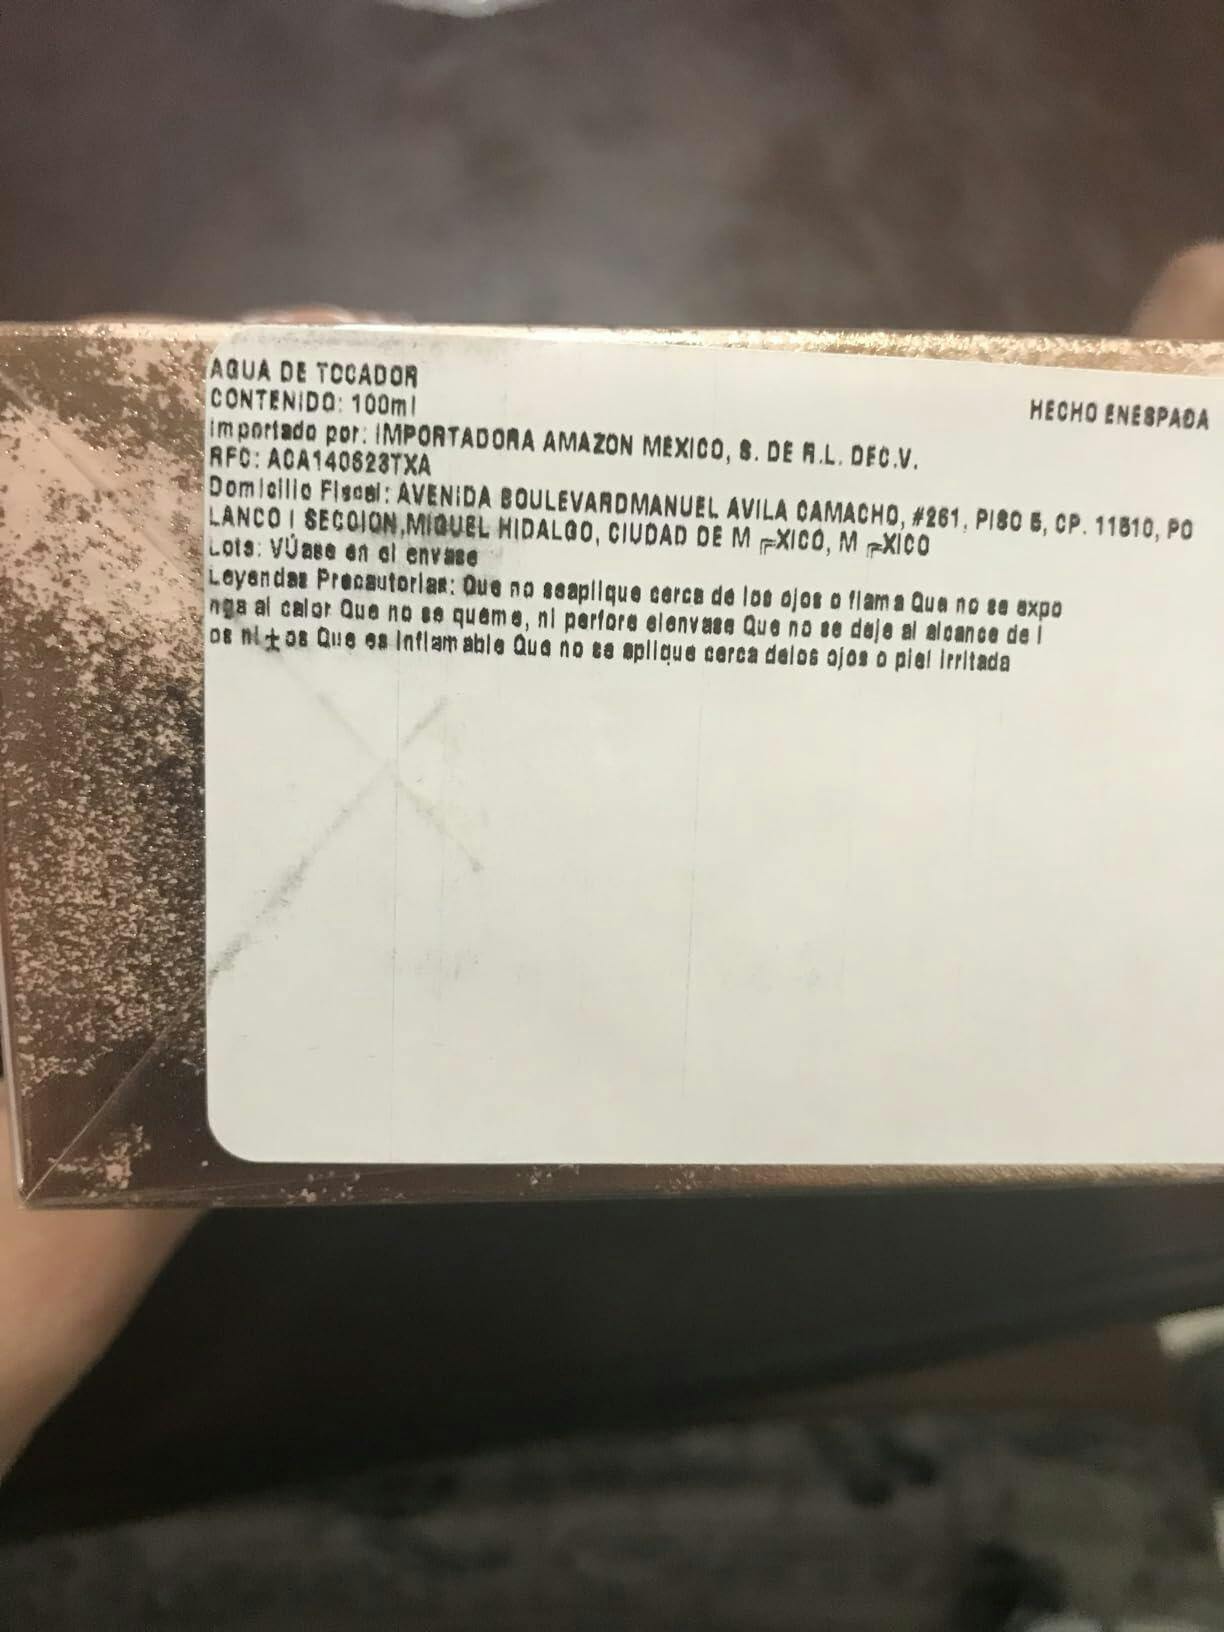 AGUA DE TOCADOR
CONTENIDO: 100ml
HECHO ENESPADA
Importado por: IMPORTADORA AMAZON MEXICO, S. DE R.L. DEC.V.
RFC: ACA140623TXA
Domicilio Fiscal: AVENIDA BOULEVARDMANUEL AVILA CAMACHO, #261, PISO 5, CP. 11510, PO
LANCO I SECCION,MIGUEL HIDALGO, CIUDAD DE M╒XICO, M╒XICO
Lote: VÚase en el envase
Leyendas Precautorias: Que no seaplique cerca de los ojos o flama Que no se expo
nga al calor Que no se queme, ni perfore elenvase Que no se deje al alcance de l
os ni±os Que es inflamable Que no se aplique cerca delos ojos o piel irritada